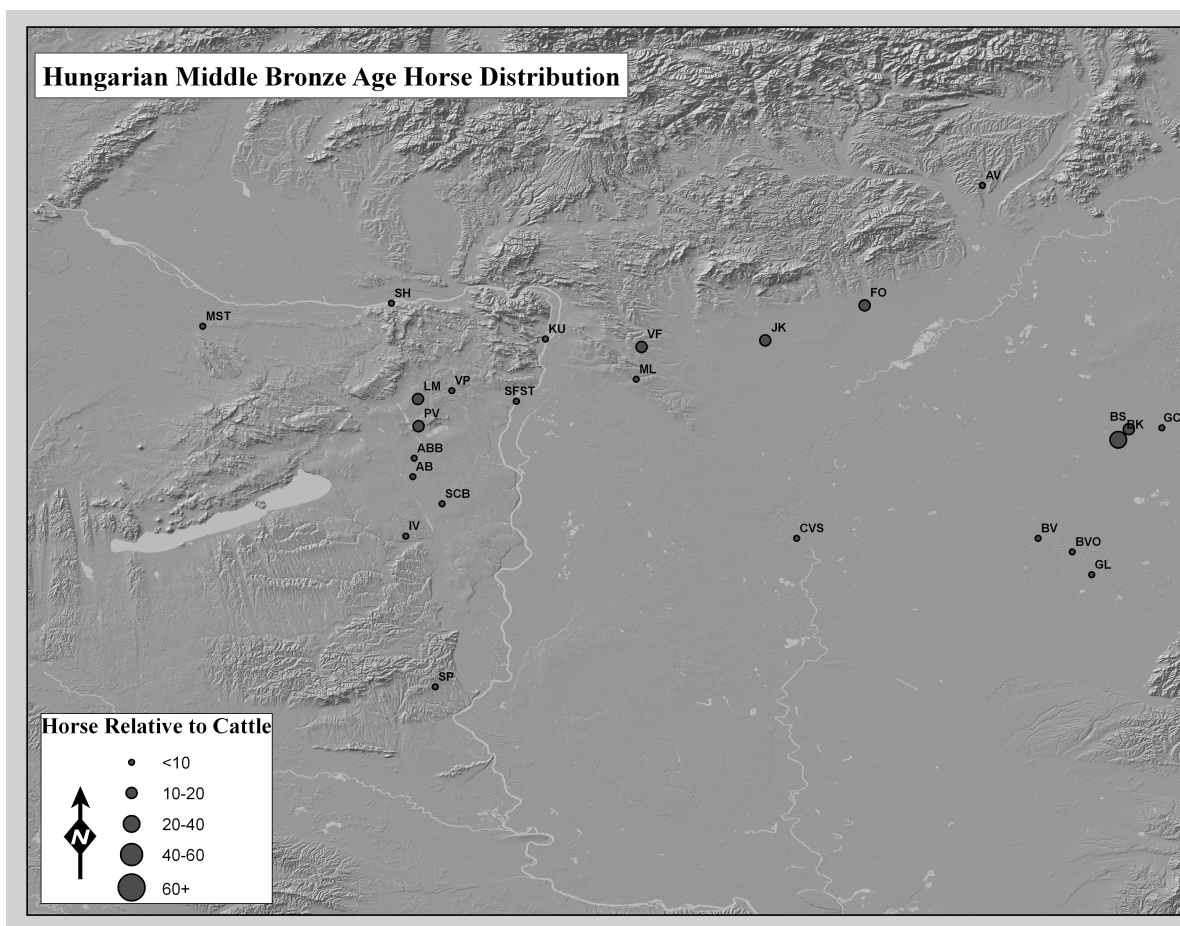 Hungarian Middle Bronze Age Horse Distribution
AV
SH
FO
MST
KU
VF
JK
ML
LM
VP
SFST
PV
BS
BK
GC
ABB
AB
SCB
IV
CVS
BV
BVO
GL
SP
Horse Relative to Cattle
<10
10-20
20-40
40-60
60+
N